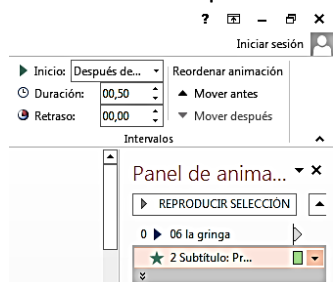 ?
Iniciar sesión
Inicio: Después de... Reordenar animación
Duración: 00,50 Mover antes
Retraso: 00,00 Mover después
Intervalos
Panel de anima...
REPRODUCIR SELECCIÓN
0 06 la gringa
2 Subtítulo: Pr...